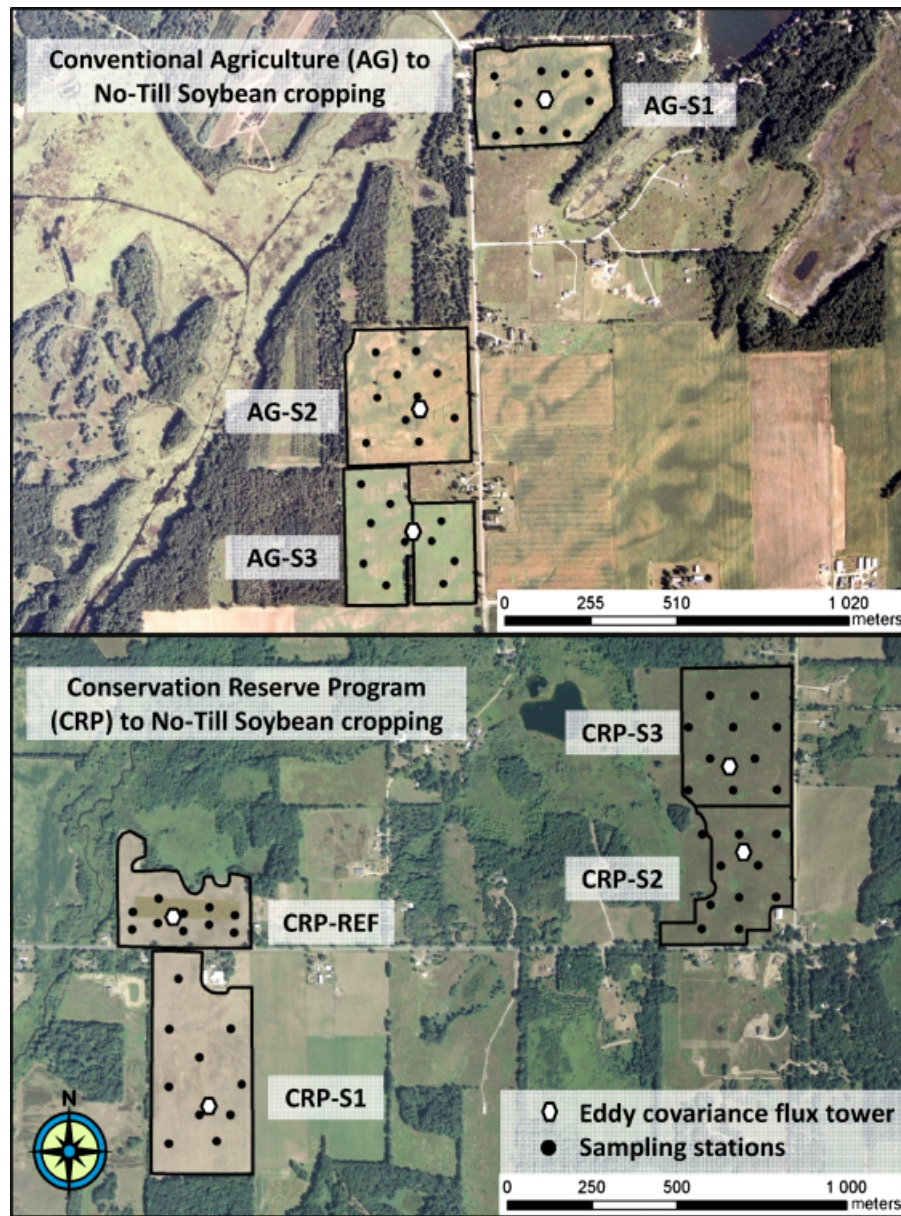 Conventional Agriculture (AG) to
No-Till Soybean cropping
AG-S1
AG-S2
AG-S3
0 255 510 1 020
meters
Conservation Reserve Program
(CRP) to No-Till Soybean cropping
CRP-S3
CRP-S2
CRP-REF
CRP-S1
N
Eddy covariance flux tower
Sampling stations
0 250 500 1 000
meters